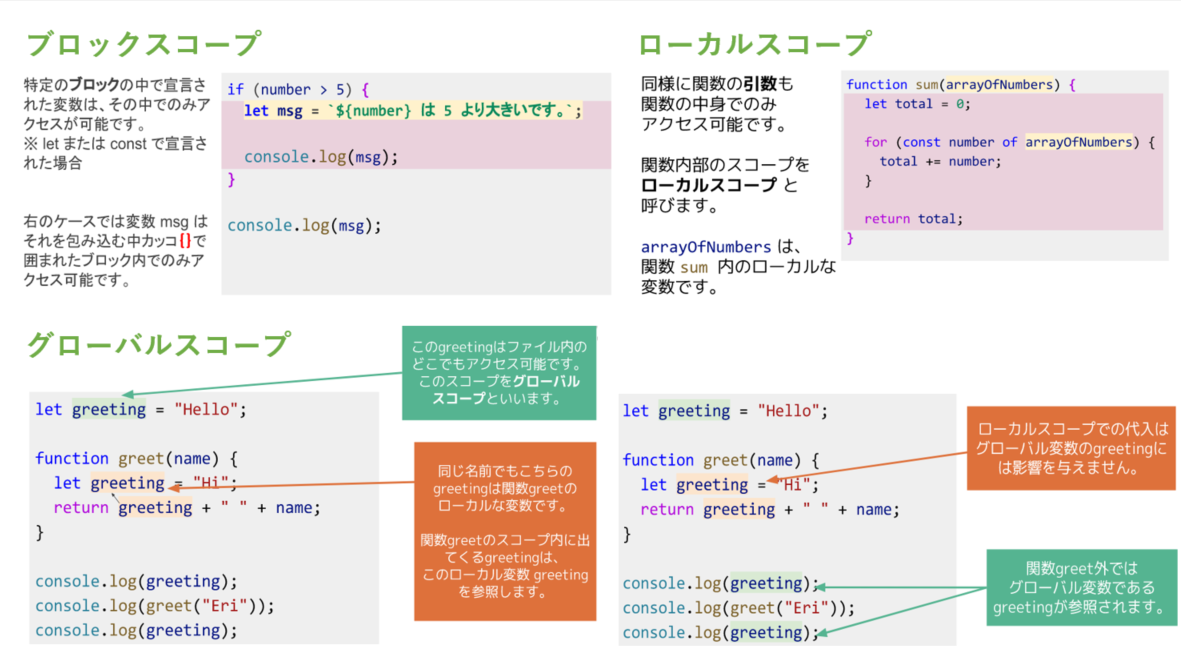 ブロックスコープ
特定のブロックの中で宣言さ
れた変数は、その中でのみア
クセスが可能です。
※ let または const で宣言さ
れた場合
右のケースでは変数 msg は
それを包み込む中カッコ{}で
囲まれたブロック内でのみア
クセス可能です。
if (number > 5) {
let msg = `${number} は 5 より大きいです。`;
console.log(msg);
}
console.log(msg);
ローカルスコープ
同様に関数の引数も
関数の中身でのみ
アクセス可能です。
関数内部のスコープを
ローカルスコープ と
呼びます。
arrayOfNumbers は、
関数 sum 内のローカルな
変数です。
function sum(arrayOfNumbers) {
let total = 0;
for (const number of arrayOfNumbers) {
total += number;
}
return total;
}
グローバルスコープ
let greeting = "Hello";
function greet(name) {
let greeting = "Hi";
return greeting + " " + name;
}
console.log(greeting);
console.log(greet("Eri"));
console.log(greeting);
このgreetingはファイル内の
どこでもアクセス可能です。
このスコープをグローバル
スコープといいます。
同じ名前でもこちらの
greetingは関数greetの
ローカルな変数です。
関数greetのスコープ内に出
てくるgreetingは、
このローカル変数 greeting
を参照します。
let greeting = "Hello";
function greet(name) {
let greeting = "Hi";
return greeting + " " + name;
}
console.log(greeting);
console.log(greet("Eri"));
console.log(greeting);
ローカルスコープでの代入は
グローバル変数のgreetingに
は影響を与えません。
関数greet外では
グローバル変数である
greetingが参照されます。